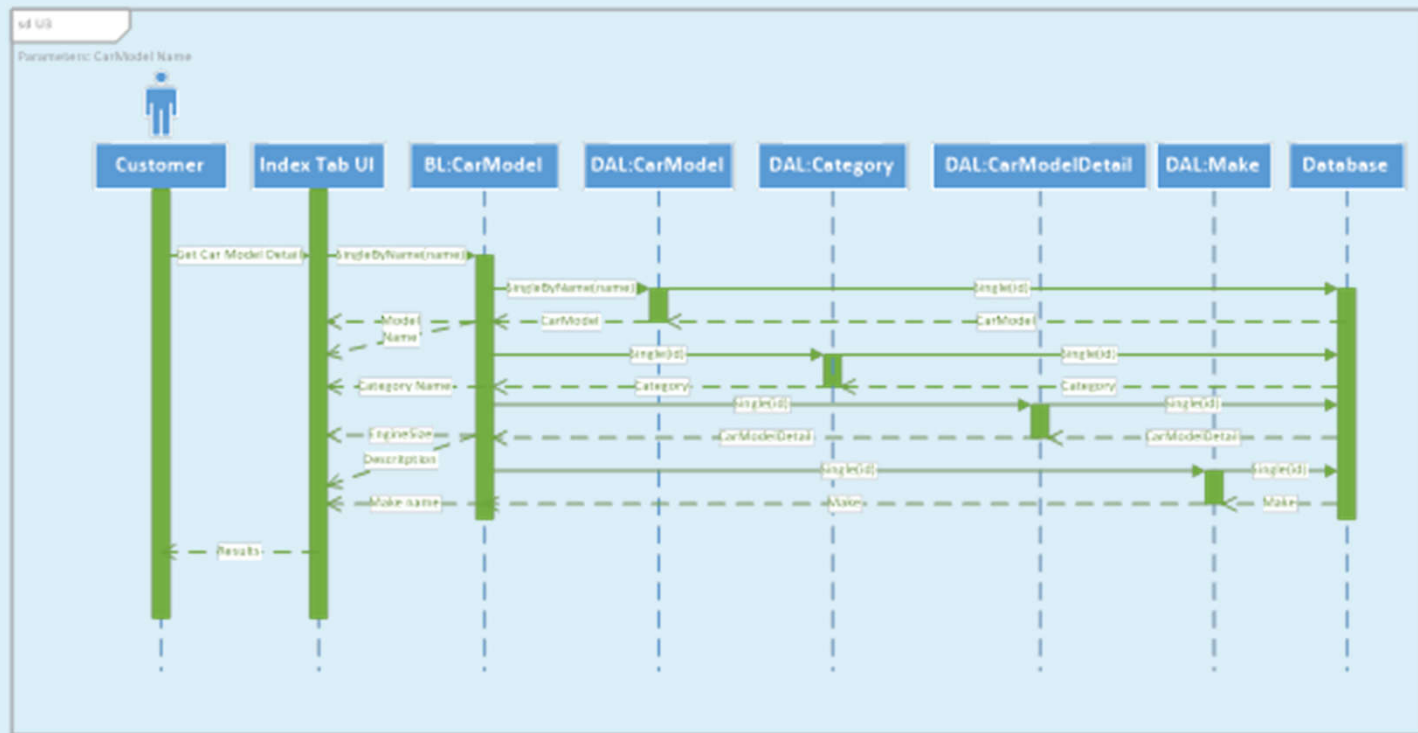 sd U3
Parameters: CarModel Name
Customer
Index Tab UI
BL:CarModel
DAL:CarModel
DAL:Category
DAL:CarModelDetail
DAL:Make
Database
Get Car Model Detail
SingleByName(name)
SingleByName(name)
Single(id)
Model
Name
CarModel
CarModel
Single(id)
Single(id)
Category Name
Category
Category
Single(id)
Single(id)
EngineSize
CarModelDetail
CarModelDetail
Description
Single(id)
Single(id)
Make name
Make
Make
Results